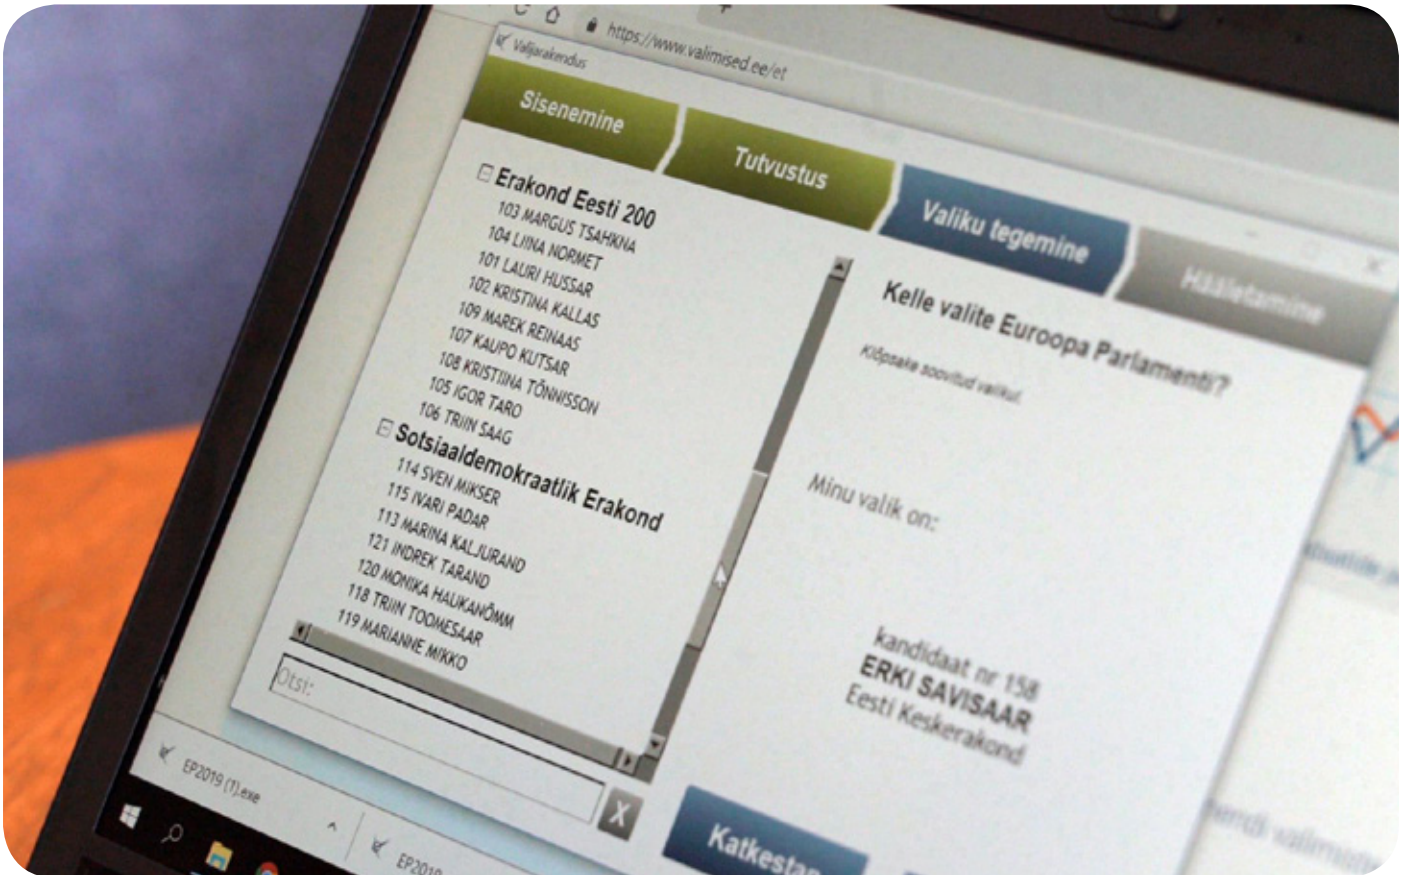 https://www.valimised.ee/et
Valijarakendus
Sisenemine
Tutvustus
Valiku tegemine
Hääletamine
Erakond Eesti 200
103 MARGUS TSAHKNA
104 LIINA NORMET
101 LAURI HUSSAR
102 KRISTINA KALLAS
109 MAREK REINAAS
107 KAUPO KUTSAR
108 KRISTIINA TÕNNISSON
105 IGOR TARO
106 TRIIN SAAG
Sotsiaaldemokraatlik Erakond
114 SVEN MIKSER
115 IVARI PADAR
113 MARINA KALJURAND
121 INDREK TARAND
120 MONIKA HAUKANÕMM
118 TRIIN TOOMESAAR
119 MARIANNE MIKKO
Otsi:
X
Kelle valite Euroopa Parlamenti?
Klõpsake soovitud valikul.
Minu valik on:
kandidaat nr 158
ERKI SAVISAAR
Eesti Keskerakond
Katkestan
EP2019 (1).exe
EP2019